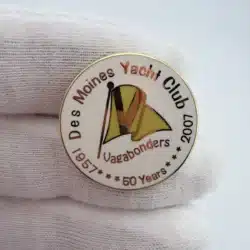 Des Moines Yacht Club
Vagabonders
1957 *** 50 Years *** 2007